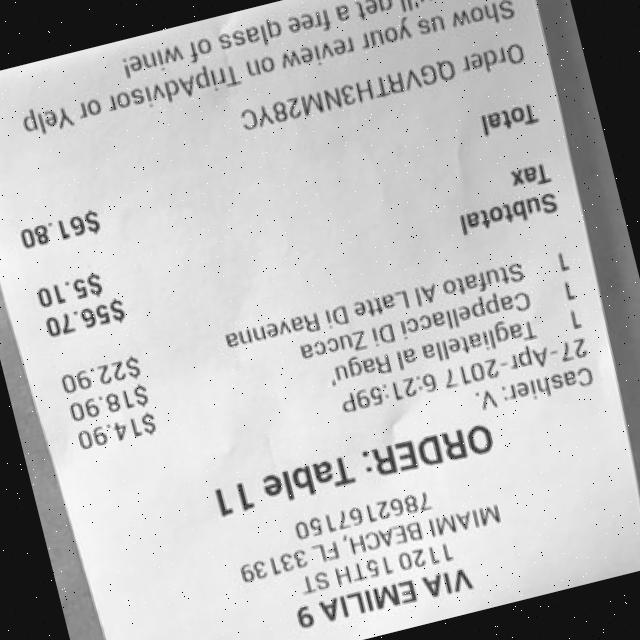 VIA EMILIA 9
1120 15TH ST
MIAMI BEACH, FL 33139
7862167150
ORDER: Table 11
Cashier: V.
27-Apr-2017 6:21:59P
1 Tagliatella al Ragu' $14.90
1 Cappellacci Di Zucca $18.90
1 Stufato Al Latte Di Ravenna $22.90
Subtotal $56.70
Tax $5.10
Total $61.80
Order QGVRTH3NM28YC
Show us your review on TripAdvisor or Yelp
get a free glass of wine!